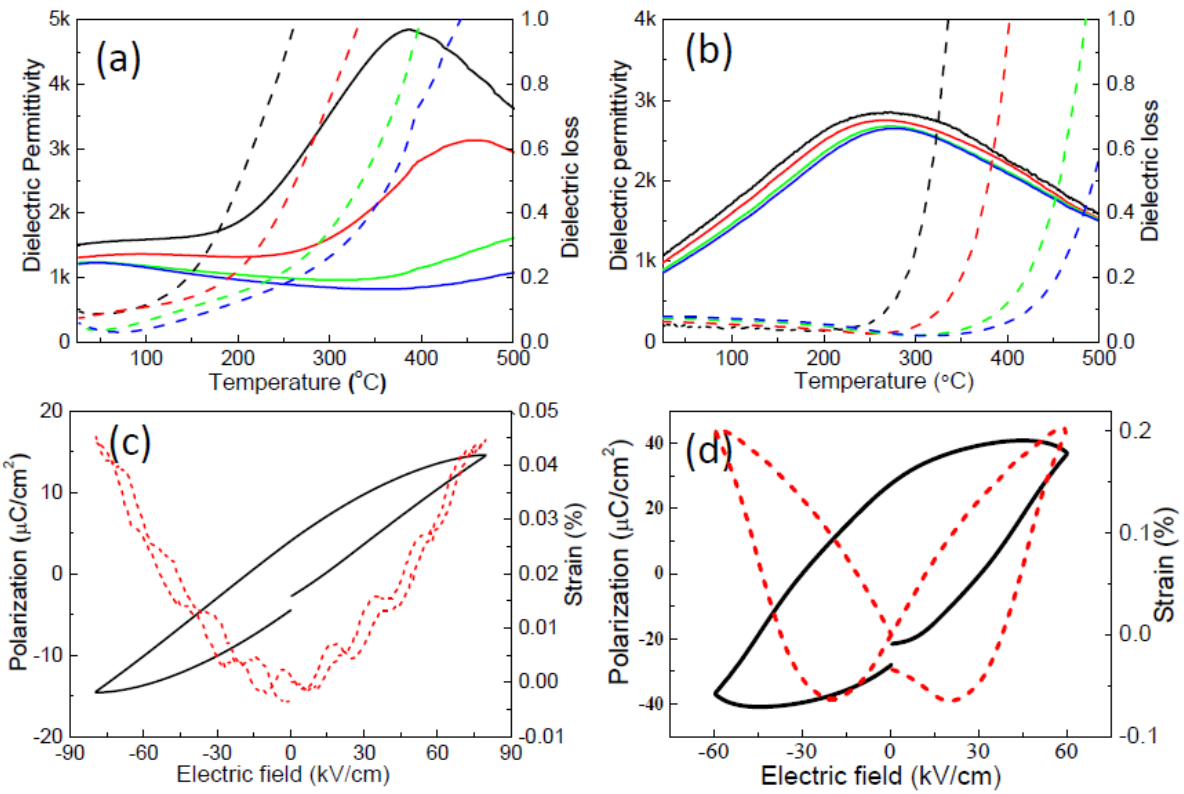 (a)
5k
4k
3k
2k
1k
0
1.0
0.8
0.6
0.4
0.2
0.0
100 200 300 400 500
Dielectric Permittivity
Dielectric loss
Temperature (°C)
(b)
4k
3k
2k
1k
0
1.0
0.8
0.6
0.4
0.2
0.0
100 200 300 400 500
Dielectric permittivity
Dielectric loss
Temperature (°C)
(c)
20
10
0
-10
-20
0.05
0.04
0.03
0.02
0.01
0.00
-0.01
-90 -60 -30 0 30 60 90
Polarization (μC/cm²)
Strain (%)
Electric field (kV/cm)
(d)
40
20
0
-20
-40
0.2
0.1
0.0
-0.1
-60 -30 0 30 60
Polarization (μC/cm²)
Strain (%)
Electric field (kV/cm)